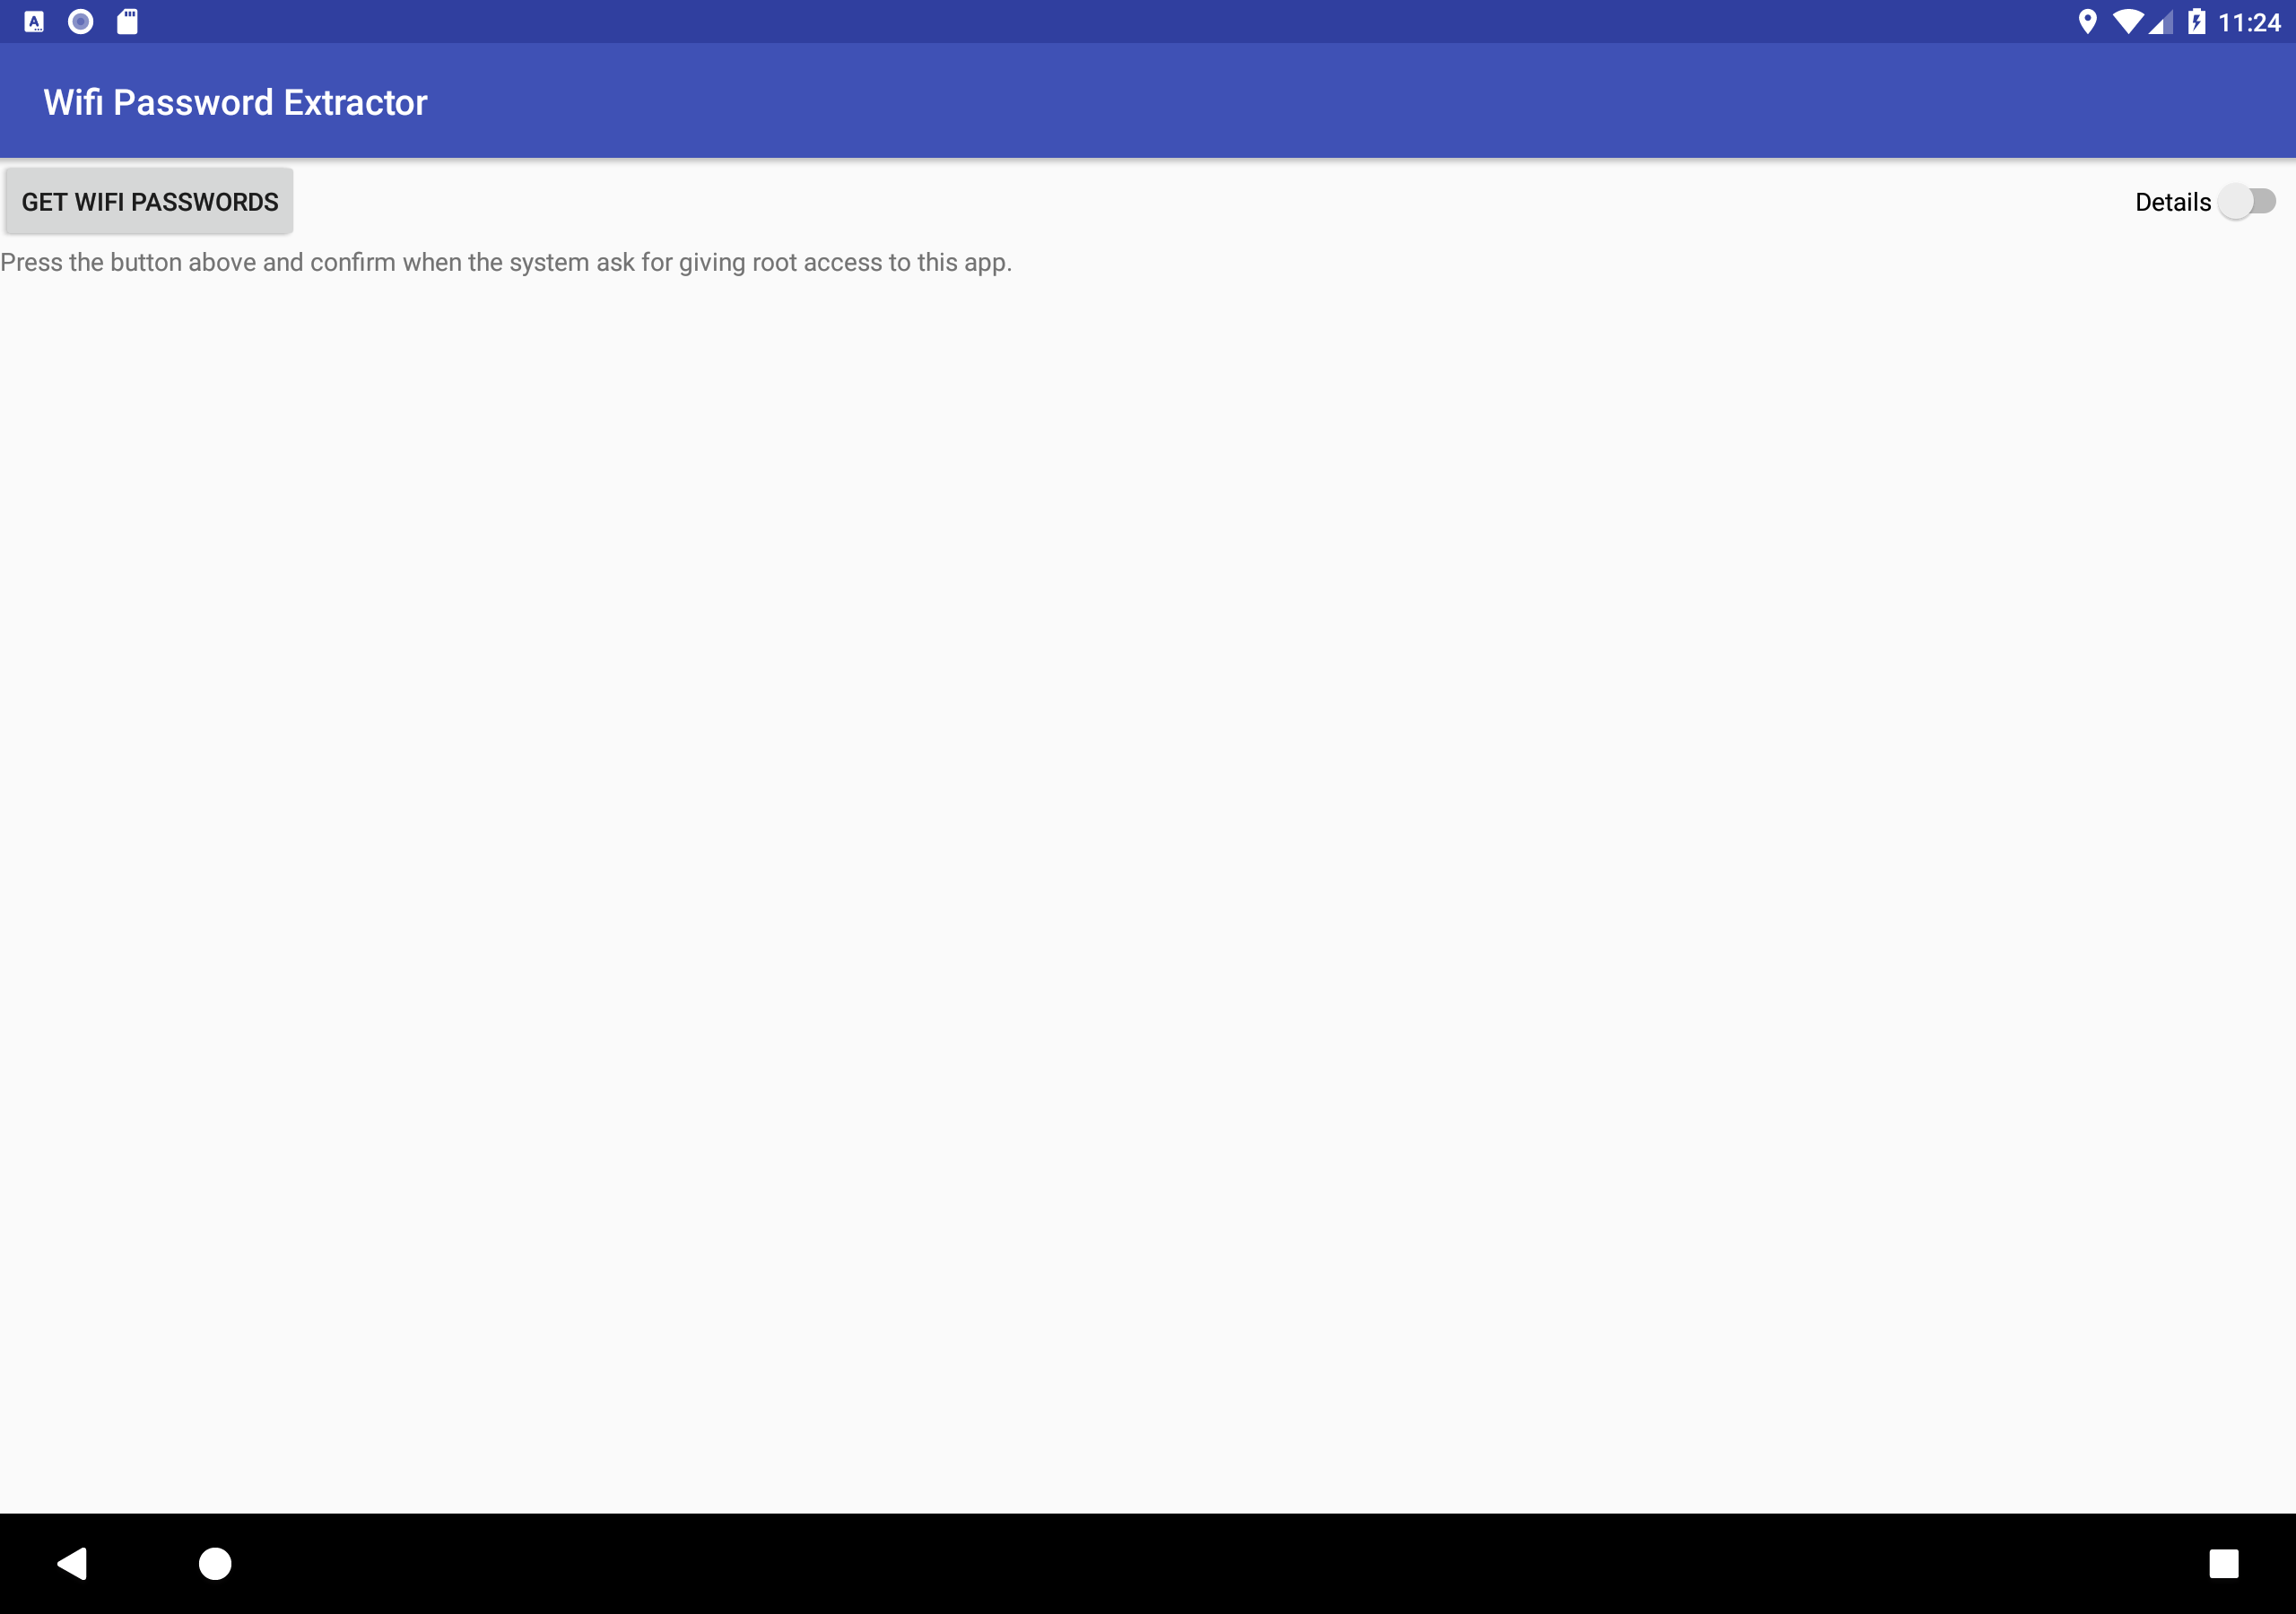 11:24
Wifi Password Extractor
GET WIFI PASSWORDS
Details
Press the button above and confirm when the system ask for giving root access to this app.